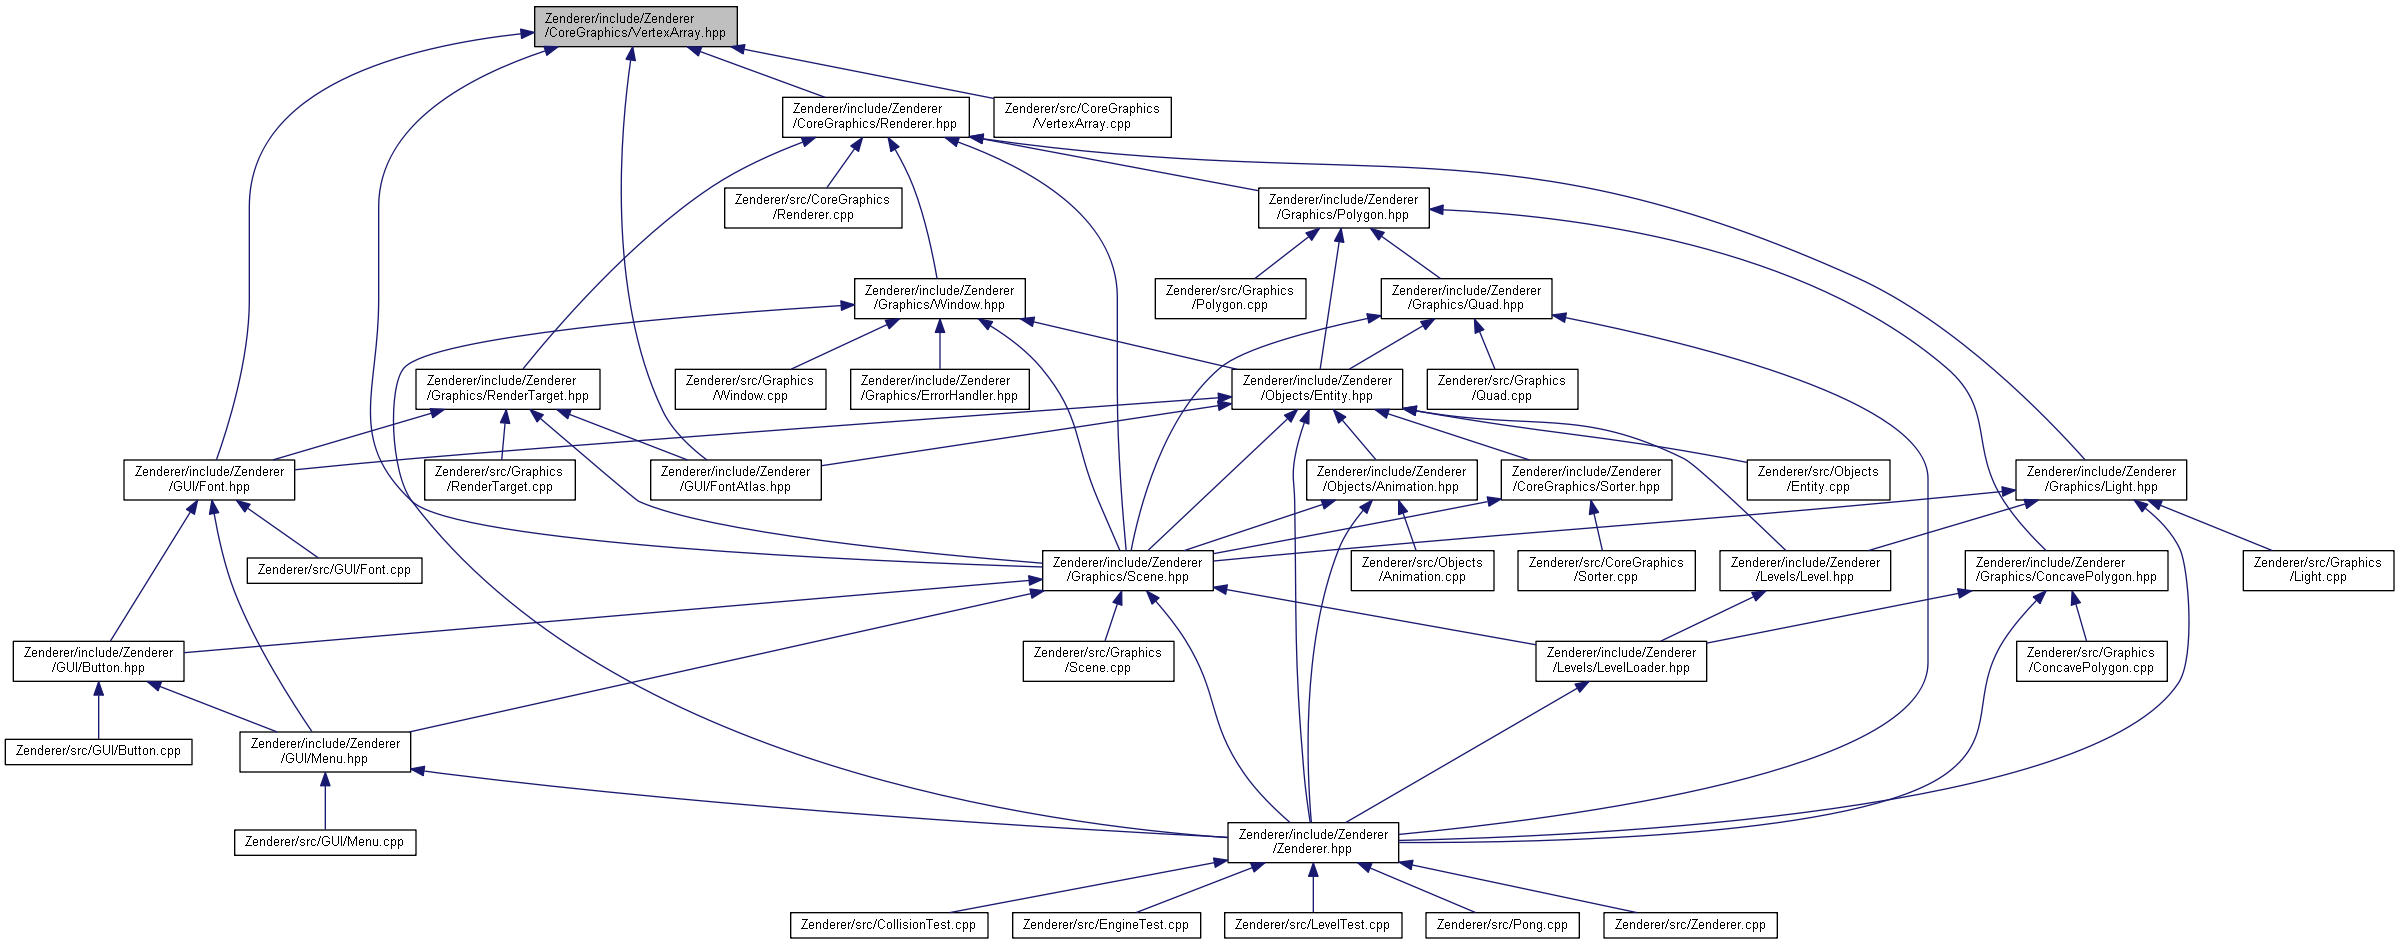 Zenderer/include/Zenderer
/CoreGraphics/VertexArray.hpp
Zenderer/include/Zenderer
/CoreGraphics/Renderer.hpp
Zenderer/src/CoreGraphics
/VertexArray.cpp
Zenderer/src/CoreGraphics
/Renderer.cpp
Zenderer/include/Zenderer
/Graphics/Polygon.hpp
Zenderer/include/Zenderer
/Graphics/Window.hpp
Zenderer/src/Graphics
/Polygon.cpp
Zenderer/include/Zenderer
/Graphics/Quad.hpp
Zenderer/include/Zenderer
/Graphics/RenderTarget.hpp
Zenderer/src/Graphics
/Window.cpp
Zenderer/include/Zenderer
/Graphics/ErrorHandler.hpp
Zenderer/include/Zenderer
/Objects/Entity.hpp
Zenderer/src/Graphics
/Quad.cpp
Zenderer/include/Zenderer
/GUI/Font.hpp
Zenderer/src/Graphics
/RenderTarget.cpp
Zenderer/include/Zenderer
/GUI/FontAtlas.hpp
Zenderer/include/Zenderer
/Objects/Animation.hpp
Zenderer/include/Zenderer
/CoreGraphics/Sorter.hpp
Zenderer/src/Objects
/Entity.cpp
Zenderer/include/Zenderer
/Graphics/Light.hpp
Zenderer/src/GUI/Font.cpp
Zenderer/include/Zenderer
/Graphics/Scene.hpp
Zenderer/src/Objects
/Animation.cpp
Zenderer/src/CoreGraphics
/Sorter.cpp
Zenderer/include/Zenderer
/Levels/Level.hpp
Zenderer/include/Zenderer
/Graphics/ConcavePolygon.hpp
Zenderer/src/Graphics
/Light.cpp
Zenderer/include/Zenderer
/GUI/Button.hpp
Zenderer/src/Graphics
/Scene.cpp
Zenderer/include/Zenderer
/Levels/LevelLoader.hpp
Zenderer/src/Graphics
/ConcavePolygon.cpp
Zenderer/src/GUI/Button.cpp
Zenderer/include/Zenderer
/GUI/Menu.hpp
Zenderer/src/GUI/Menu.cpp
Zenderer/include/Zenderer
/Zenderer.hpp
Zenderer/src/CollisionTest.cpp
Zenderer/src/EngineTest.cpp
Zenderer/src/LevelTest.cpp
Zenderer/src/Pong.cpp
Zenderer/src/Zenderer.cpp